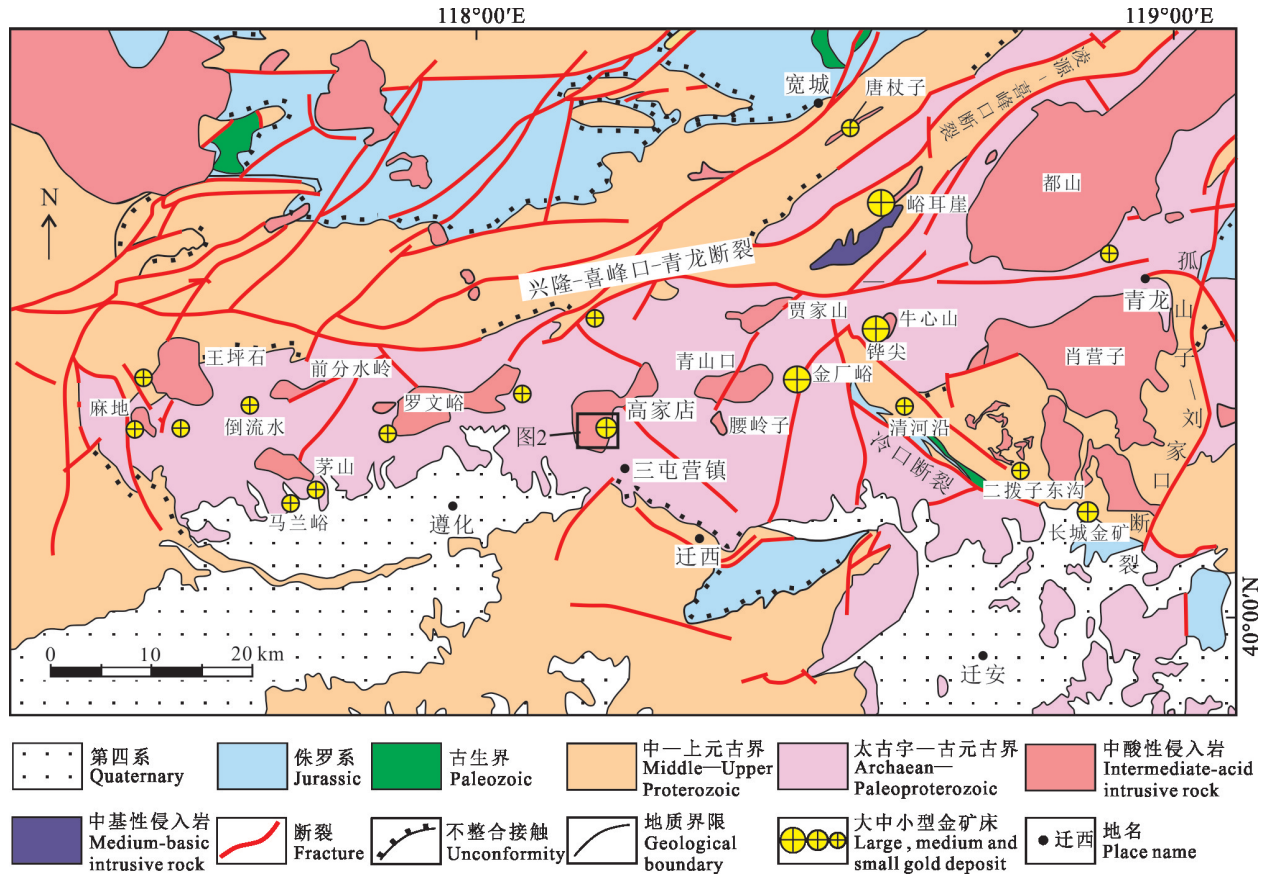 118°00′E
119°00′E
宽城
唐杖子
凌源-喜峰口断裂
N
都山
峪耳崖
兴隆-喜峰口-青龙断裂
孤山子—刘家口断裂
青龙
贾家山
牛心山
铧尖
肖营子
王坪石
前分水岭
青山口
金厂峪
麻地
罗文峪
高家店
倒流水
图2
腰岭子
清河沿
冷口断裂
茅山
三屯营镇
二拨子东沟
马兰峪
遵化
长城金矿
迁西
40°00′N
0
10
20 km
迁安
第四系
Quaternary
侏罗系
Jurassic
古生界
Paleozoic
中—上元古界
Middle—Upper
Proterozoic
太古宇—古元古界
Archaean—
Paleoproterozoic
中酸性侵入岩
Intermediate-acid
intrusive rock
中基性侵入岩
Medium-basic
intrusive rock
断裂
Fracture
不整合接触
Unconformity
地质界限
Geological
boundary
大中小型金矿床
Large, medium and
small gold deposit
迁西
地名
Place name